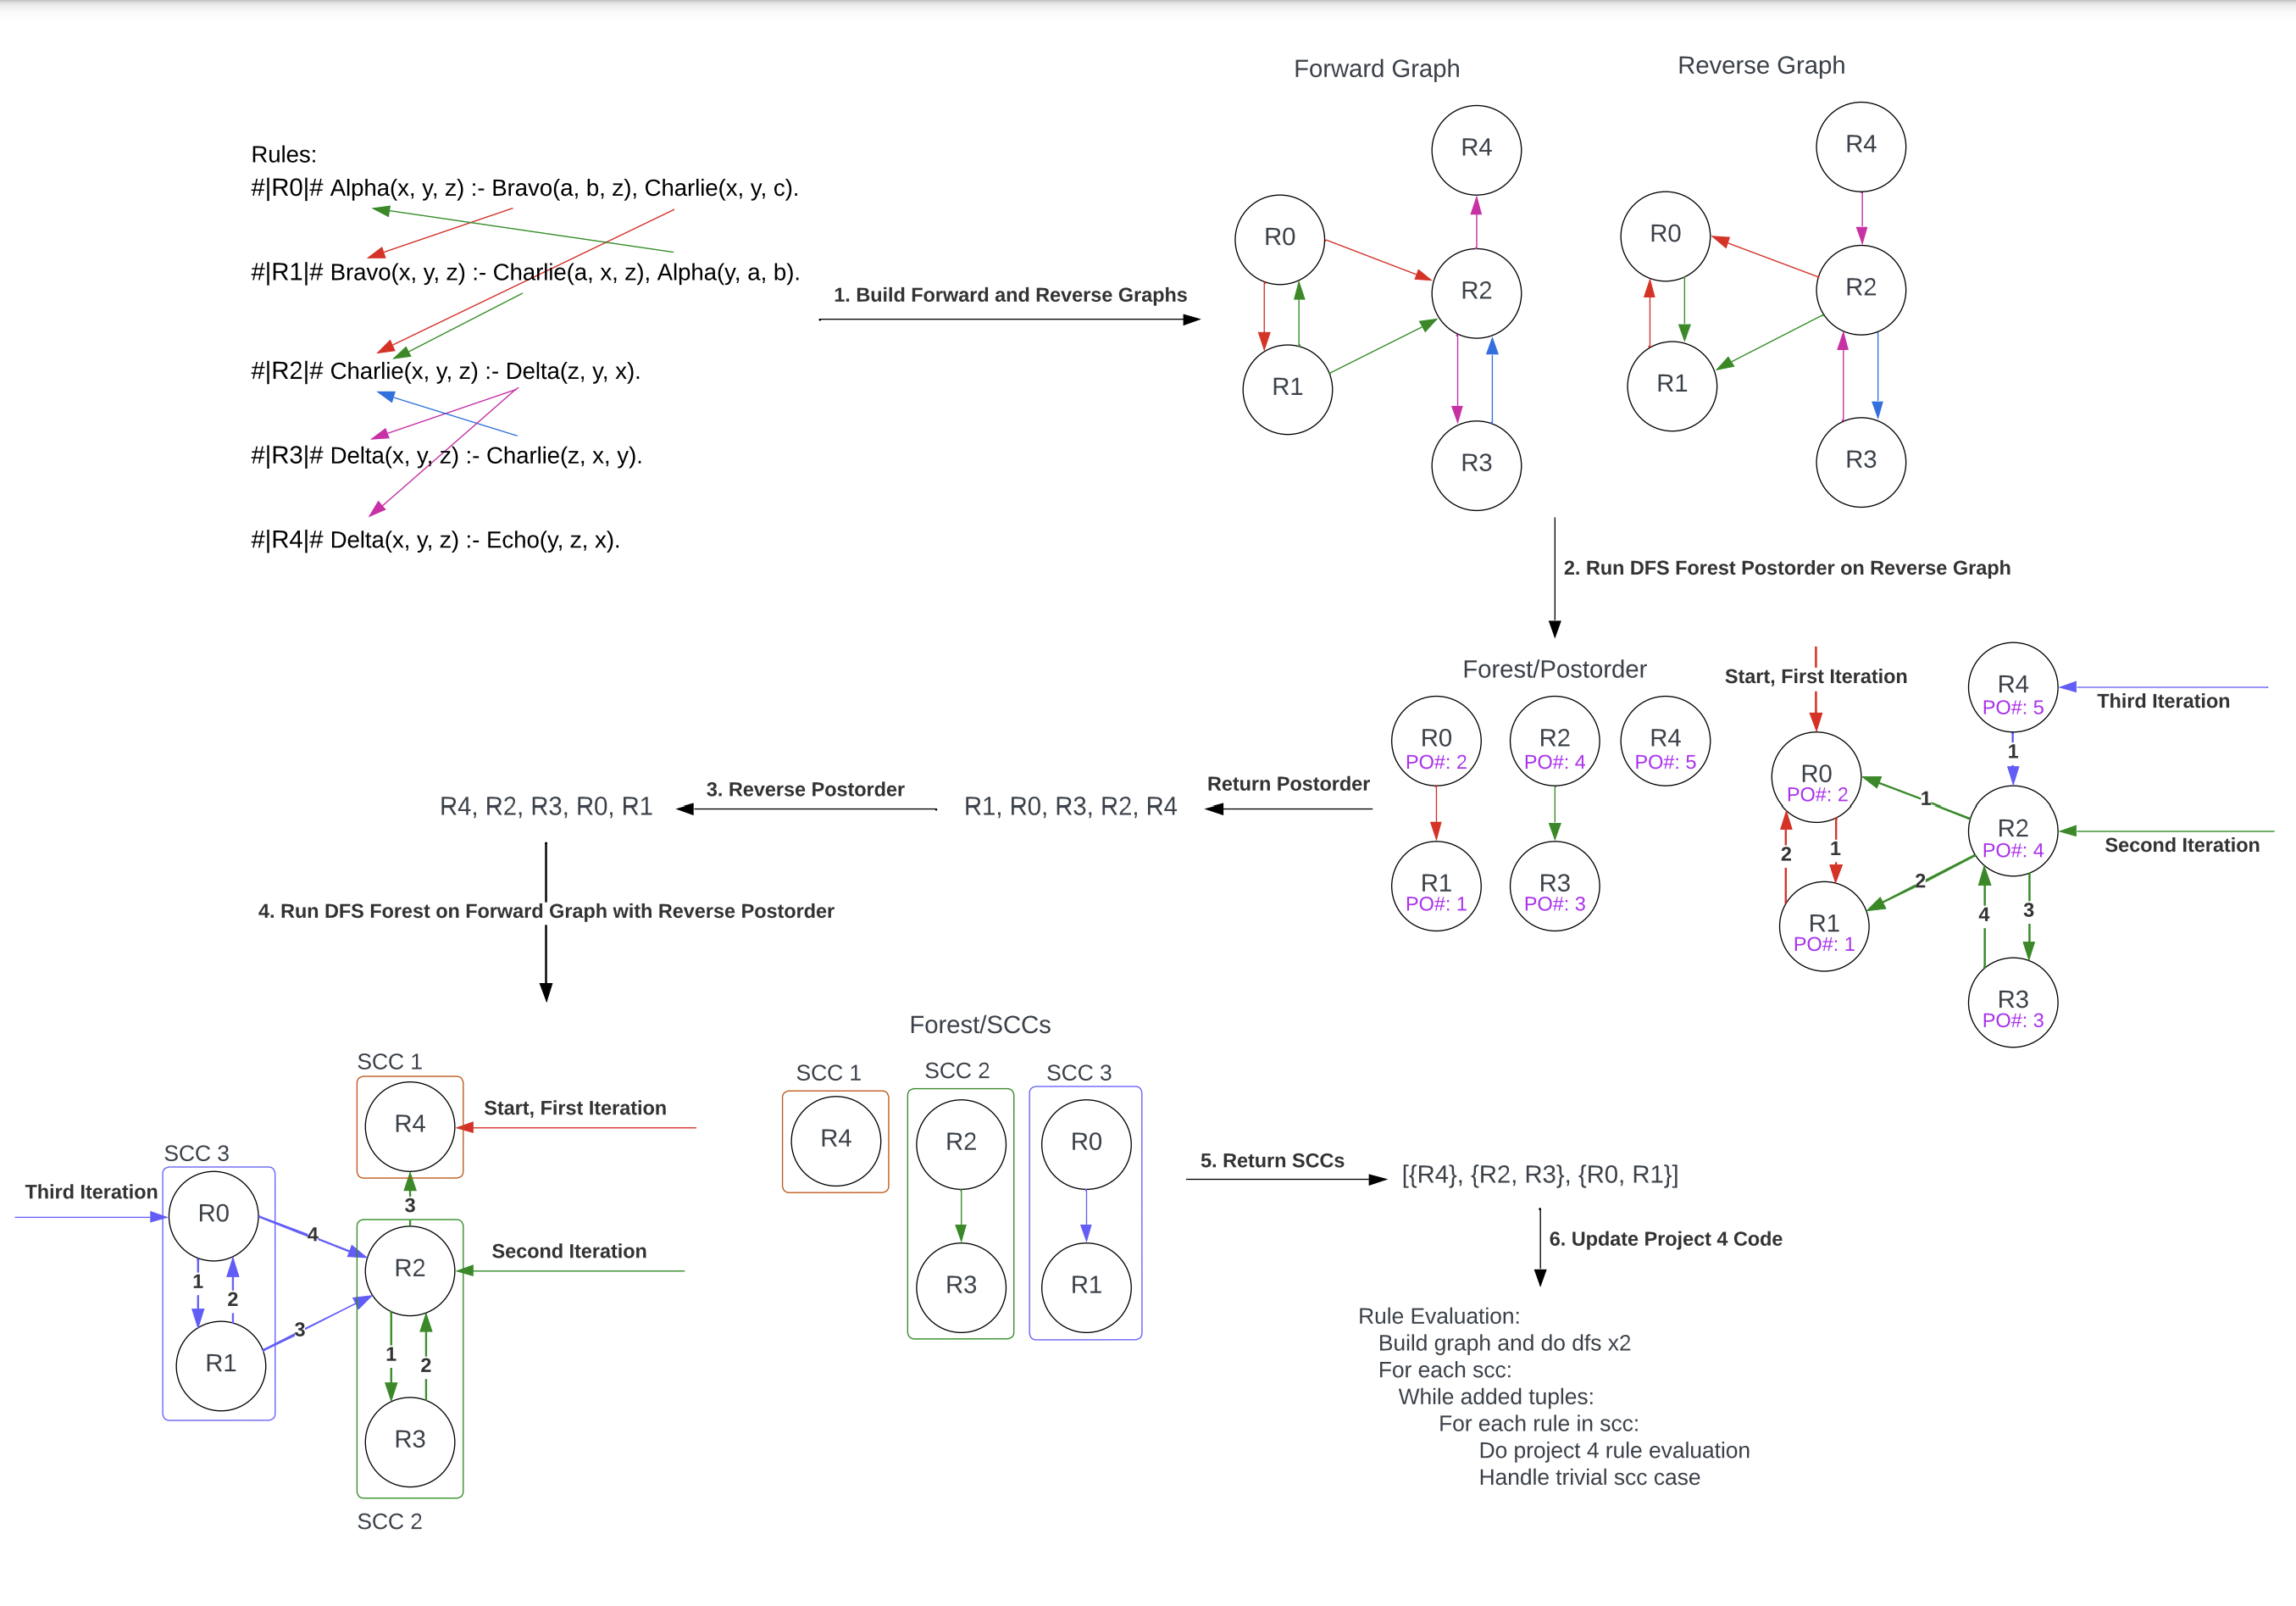 Forward Graph
Reverse Graph
Rules:
#|R0|# Alpha(x, y, z) :- Bravo(a, b, z), Charlie(x, y, c).
#|R1|# Bravo(x, y, z) :- Charlie(a, x, z), Alpha(y, a, b).
#|R2|# Charlie(x, y, z) :- Delta(z, y, x).
#|R3|# Delta(x, y, z) :- Charlie(z, x, y).
#|R4|# Delta(x, y, z) :- Echo(y, z, x).
1. Build Forward and Reverse Graphs
R4
R0
R2
R1
R3
R4
R0
R2
R1
R3
2. Run DFS Forest Postorder on Reverse Graph
Forest/Postorder
R0
PO#: 2
R2
PO#: 4
R4
PO#: 5
R1
PO#: 1
R3
PO#: 3
Start, First Iteration
R4
PO#: 5
Third Iteration
1
R0
PO#: 2
1
R2
PO#: 4
Second Iteration
2
1
2
R1
PO#: 1
4
3
R3
PO#: 3
Return Postorder
R1, R0, R3, R2, R4
3. Reverse Postorder
R4, R2, R3, R0, R1
4. Run DFS Forest on Forward Graph with Reverse Postorder
SCC 1
R4
Start, First Iteration
SCC 3
Third Iteration
R0
3
4
R2
Second Iteration
1
2
3
R1
1
2
R3
SCC 2
Forest/SCCs
SCC 1
SCC 2
SCC 3
R4
R2
R0
R3
R1
5. Return SCCs
[{R4}, {R2, R3}, {R0, R1}]
6. Update Project 4 Code
Rule Evaluation:
Build graph and do dfs x2
For each scc:
While added tuples:
For each rule in scc:
Do project 4 rule evaluation
Handle trivial scc case